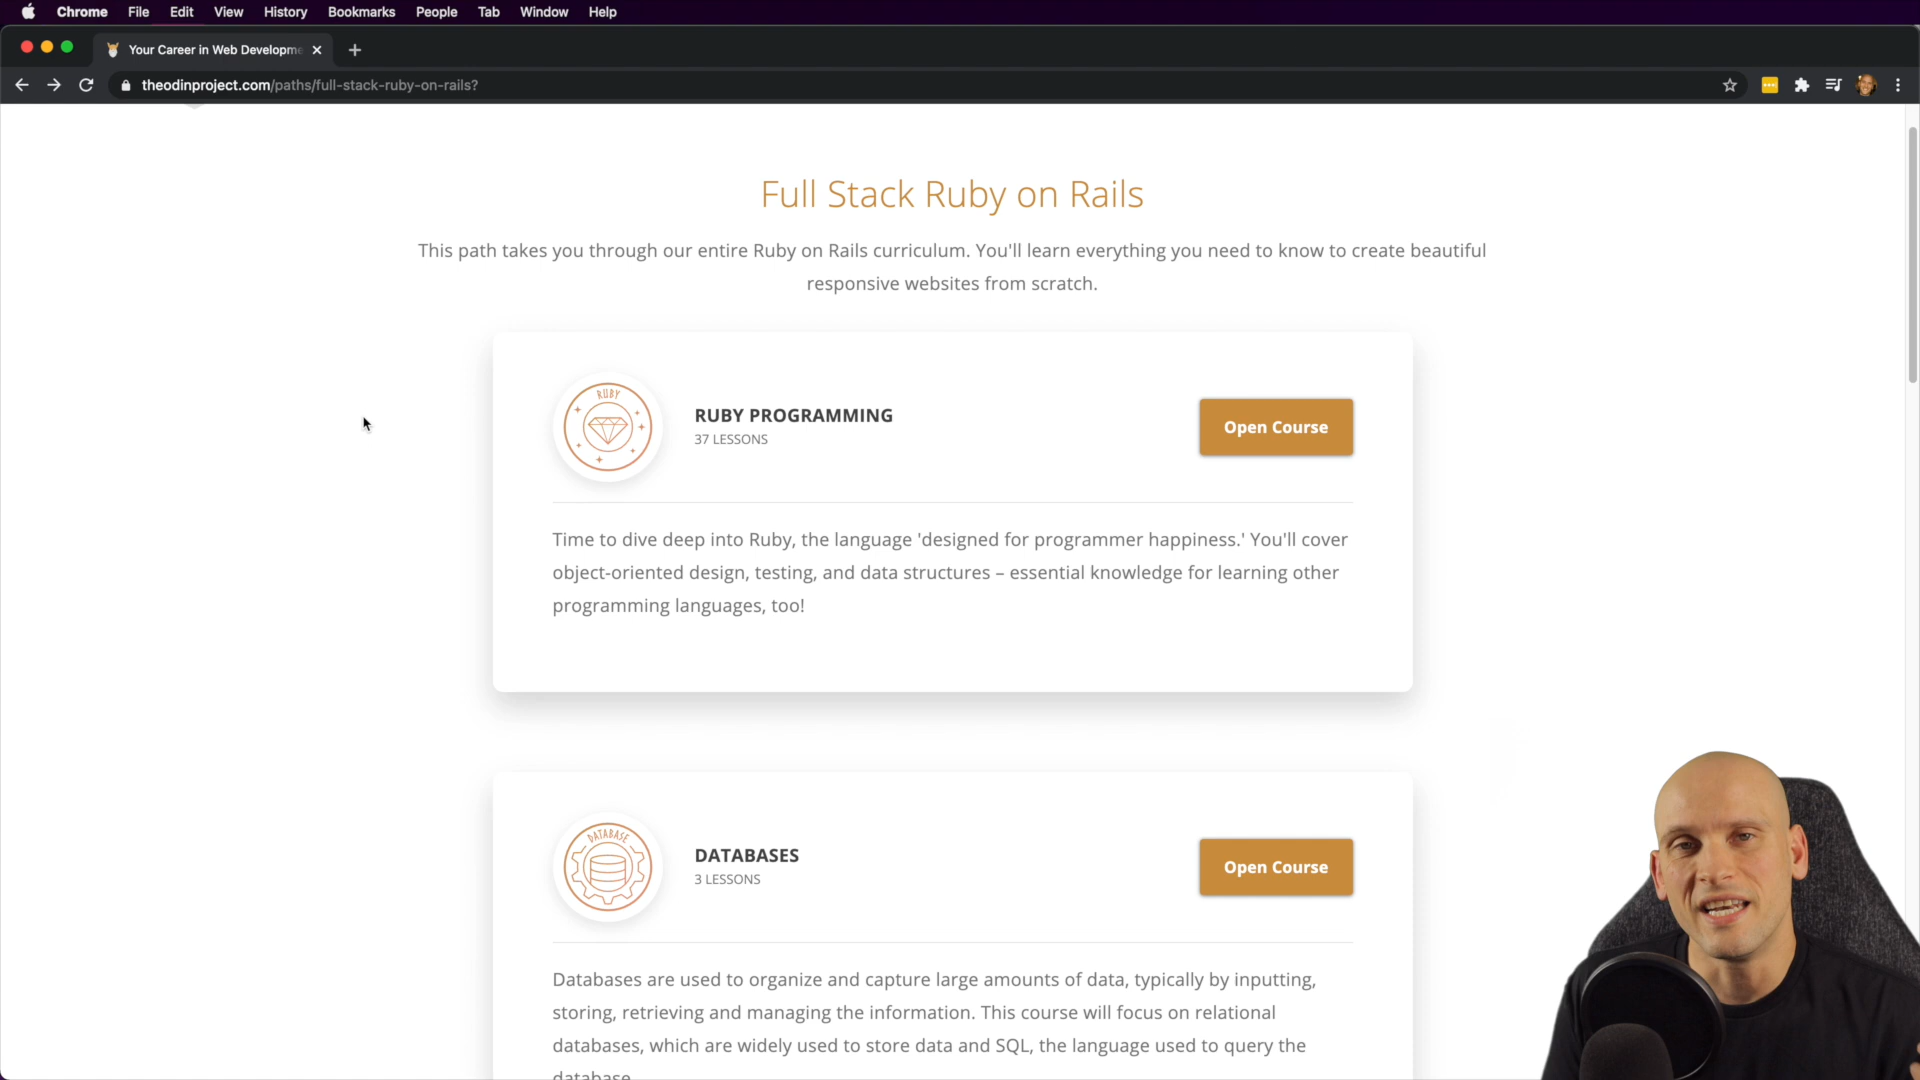 Chrome File Edit View History Bookmarks People Tab Window Help
Your Career in Web Developme
theodinproject.com/paths/full-stack-ruby-on-rails?
Full Stack Ruby on Rails
This path takes you through our entire Ruby on Rails curriculum. You'll learn everything you need to know to create beautiful
responsive websites from scratch.
RUBY
RUBY PROGRAMMING
37 LESSONS
Open Course
Time to dive deep into Ruby, the language 'designed for programmer happiness.' You'll cover
object-oriented design, testing, and data structures – essential knowledge for learning other
programming languages, too!
DATABASE
DATABASES
3 LESSONS
Open Course
Databases are used to organize and capture large amounts of data, typically by inputting,
storing, retrieving and managing the information. This course will focus on relational
databases, which are widely used to store data and SQL, the language used to query the
database.